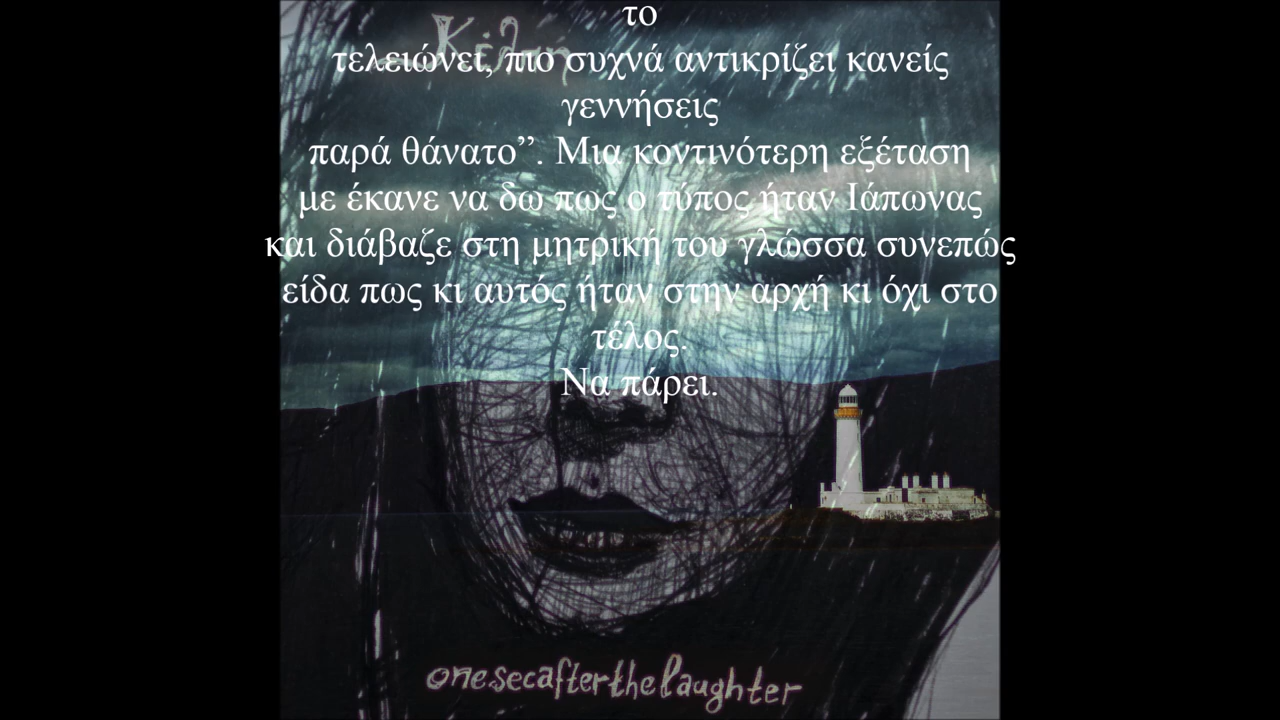 το
Κέλλή
τελειώνει, πιο συχνά αντικρίζει κανείς
γεννήσεις
παρά θάνατο”. Μια κοντινότερη εξέταση
με έκανε να δω πως ο τύπος ήταν Ιάπωνας
και διάβαζε στη μητρική του γλώσσα συνεπώς
είδα πως κι αυτός ήταν στην αρχή κι όχι στο
τέλος.
Να πάρει.
onesecafterthelaughter